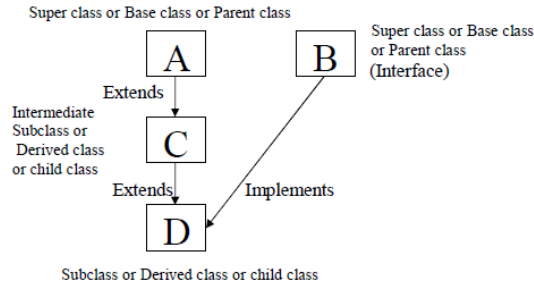 Super class or Base class or Parent class
Super class or Base class
or Parent class
(Interface)
A
B
Extends
Intermediate
Subclass or
Derived class
or child class
C
Extends
Implements
D
Subclass or Derived class or child class